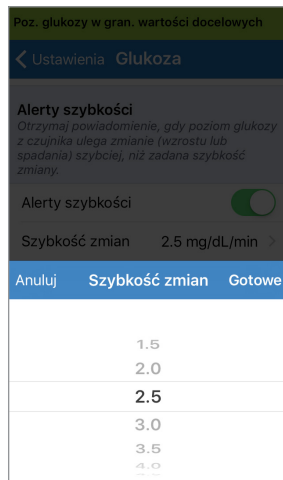 Poz. glukozy w gran. wartości docelowych
Ustawienia Glukoza
Alerty szybkości
Otrzymaj powiadomienie, gdy poziom glukozy
z czujnika ulega zmianie (wzrostu lub
spadania) szybciej, niż zadana szybkość
zmiany.
Alerty szybkości
Szybkość zmian 2.5 mg/dL/min
Anuluj Szybkość zmian Gotowe
1.5
2.0
2.5
3.0
3.5
4.0